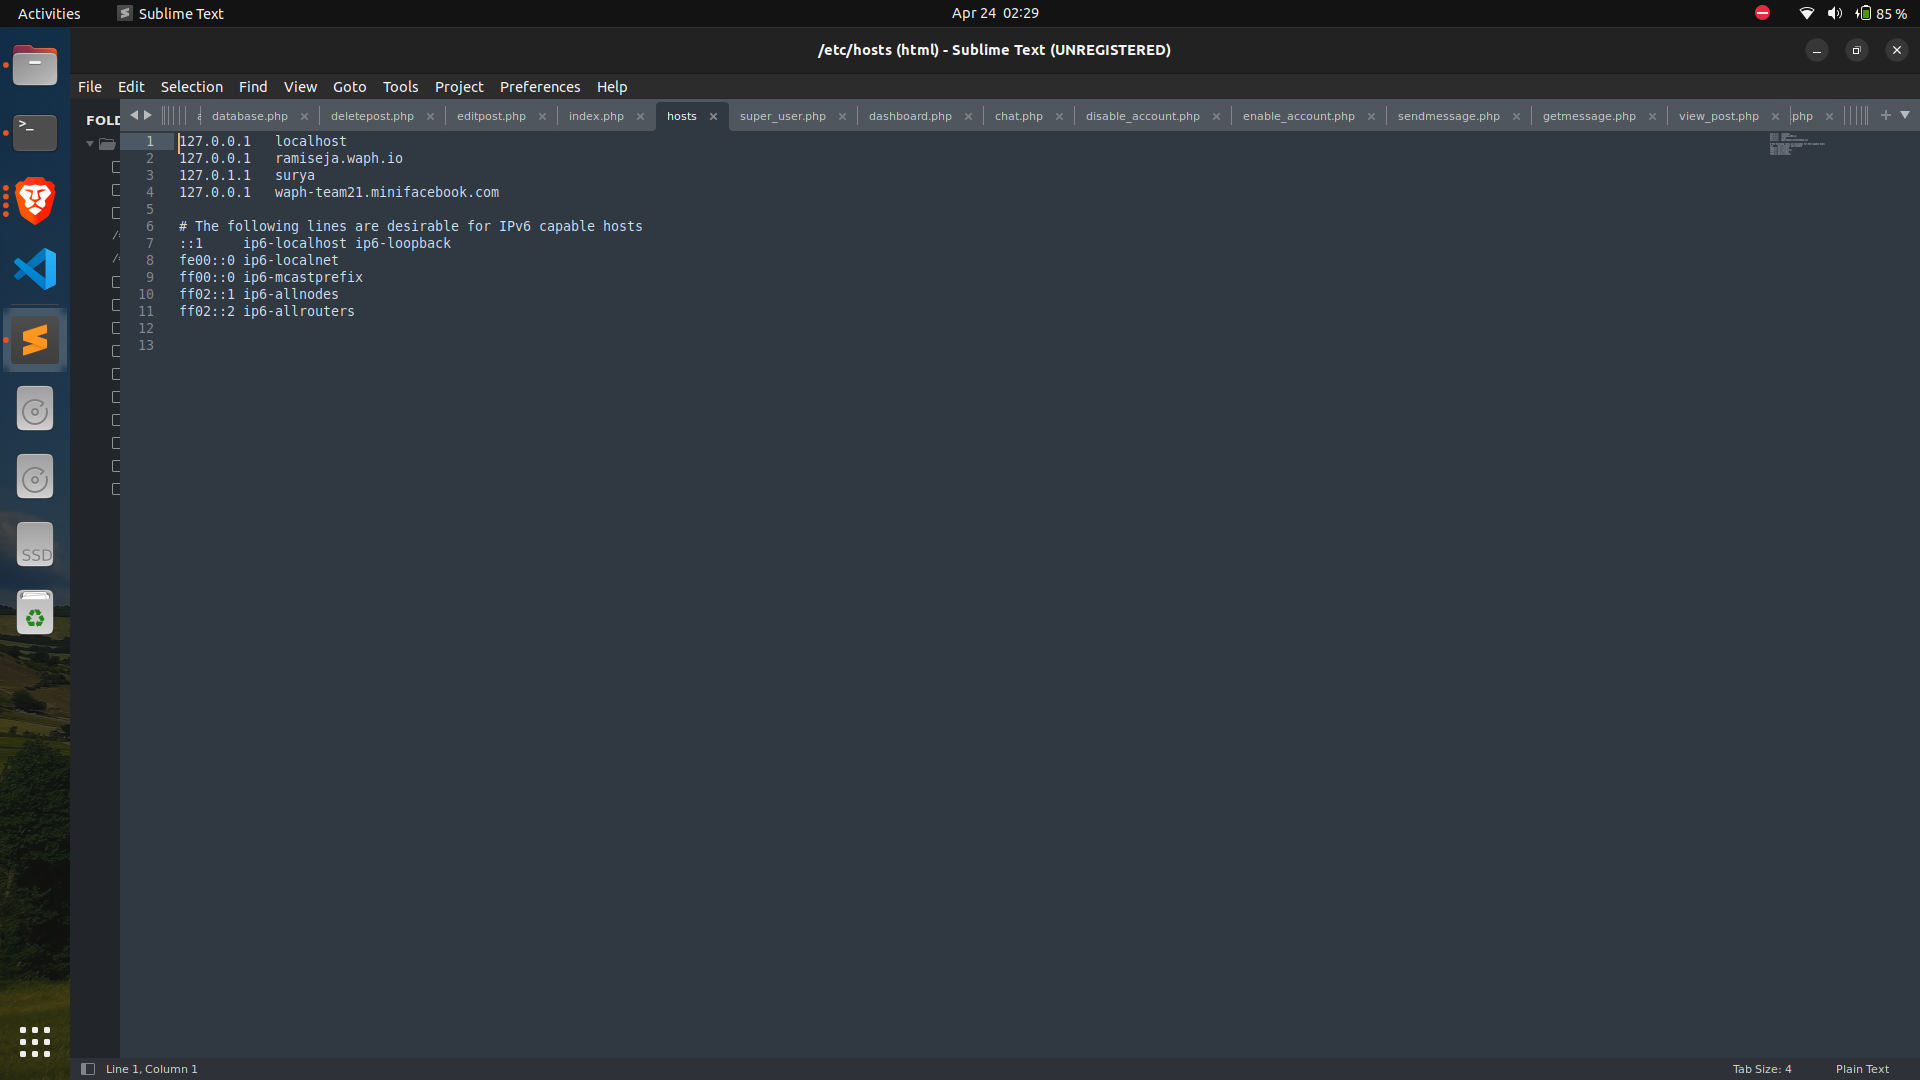 Activities Sublime Text Apr 24 02:29 85 %
/etc/hosts (html) - Sublime Text (UNREGISTERED)
File Edit Selection Find View Goto Tools Project Preferences Help
FOLD database.php deletepost.php editpost.php index.php hosts super_user.php dashboard.php chat.php disable_account.php enable_account.php sendmessage.php getmessage.php view_post.php .php
1 127.0.0.1 localhost
2 127.0.0.1 ramiseja.waph.io
3 127.0.1.1 surya
4 127.0.0.1 waph-team21.minifacebook.com
5
6 # The following lines are desirable for IPv6 capable hosts
7 ::1 ip6-localhost ip6-loopback
8 fe00::0 ip6-localnet
9 ff00::0 ip6-mcastprefix
10 ff02::1 ip6-allnodes
11 ff02::2 ip6-allrouters
12
13
SSD
Line 1, Column 1 Tab Size: 4 Plain Text